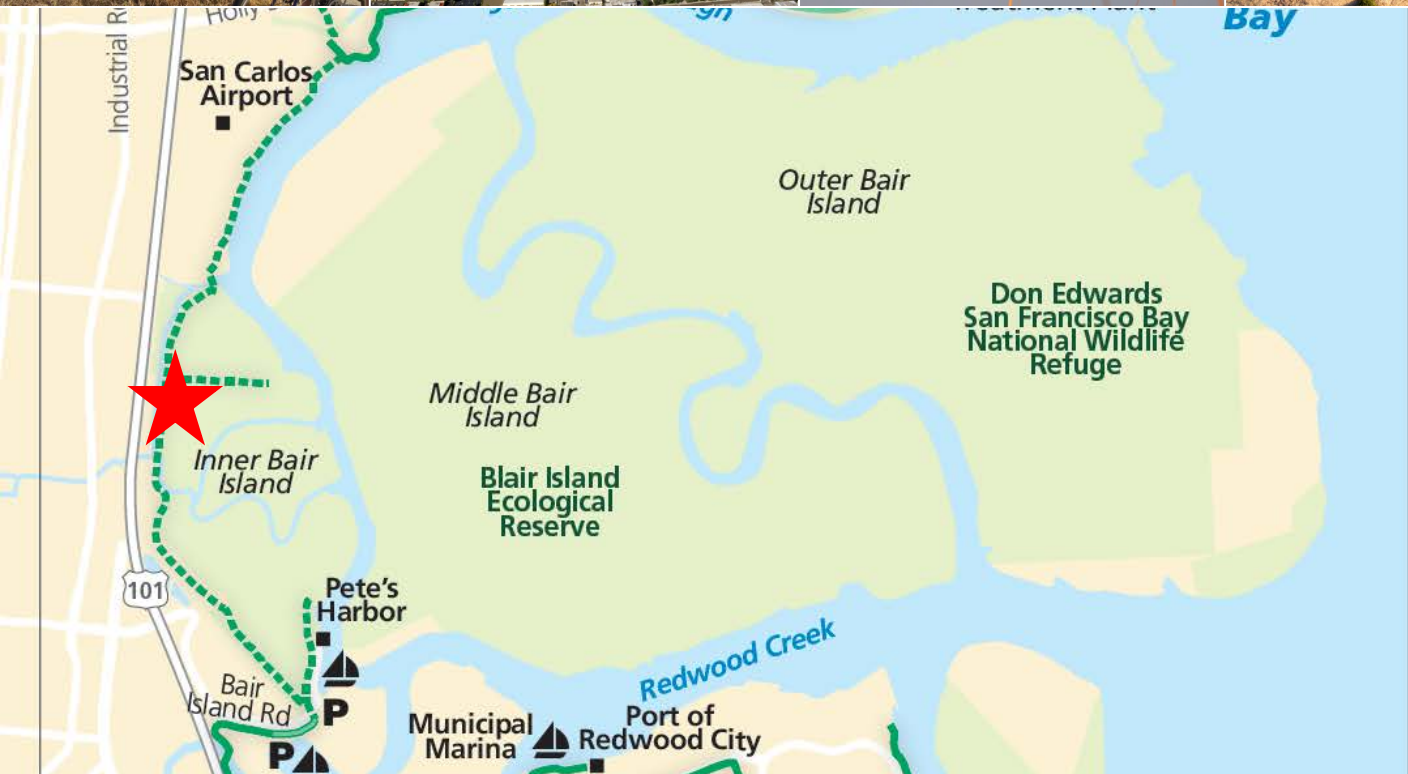 Holly
Industrial R
Bay
San Carlos
Airport
Outer Bair
Island
Don Edwards
San Francisco Bay
National Wildlife
Refuge
Middle Bair
Island
Inner Bair
Island
Blair Island
Ecological
Reserve
101
Pete's
Harbor
Redwood Creek
Bair
Island Rd
P
Municipal
Marina
Port of
Redwood City
P